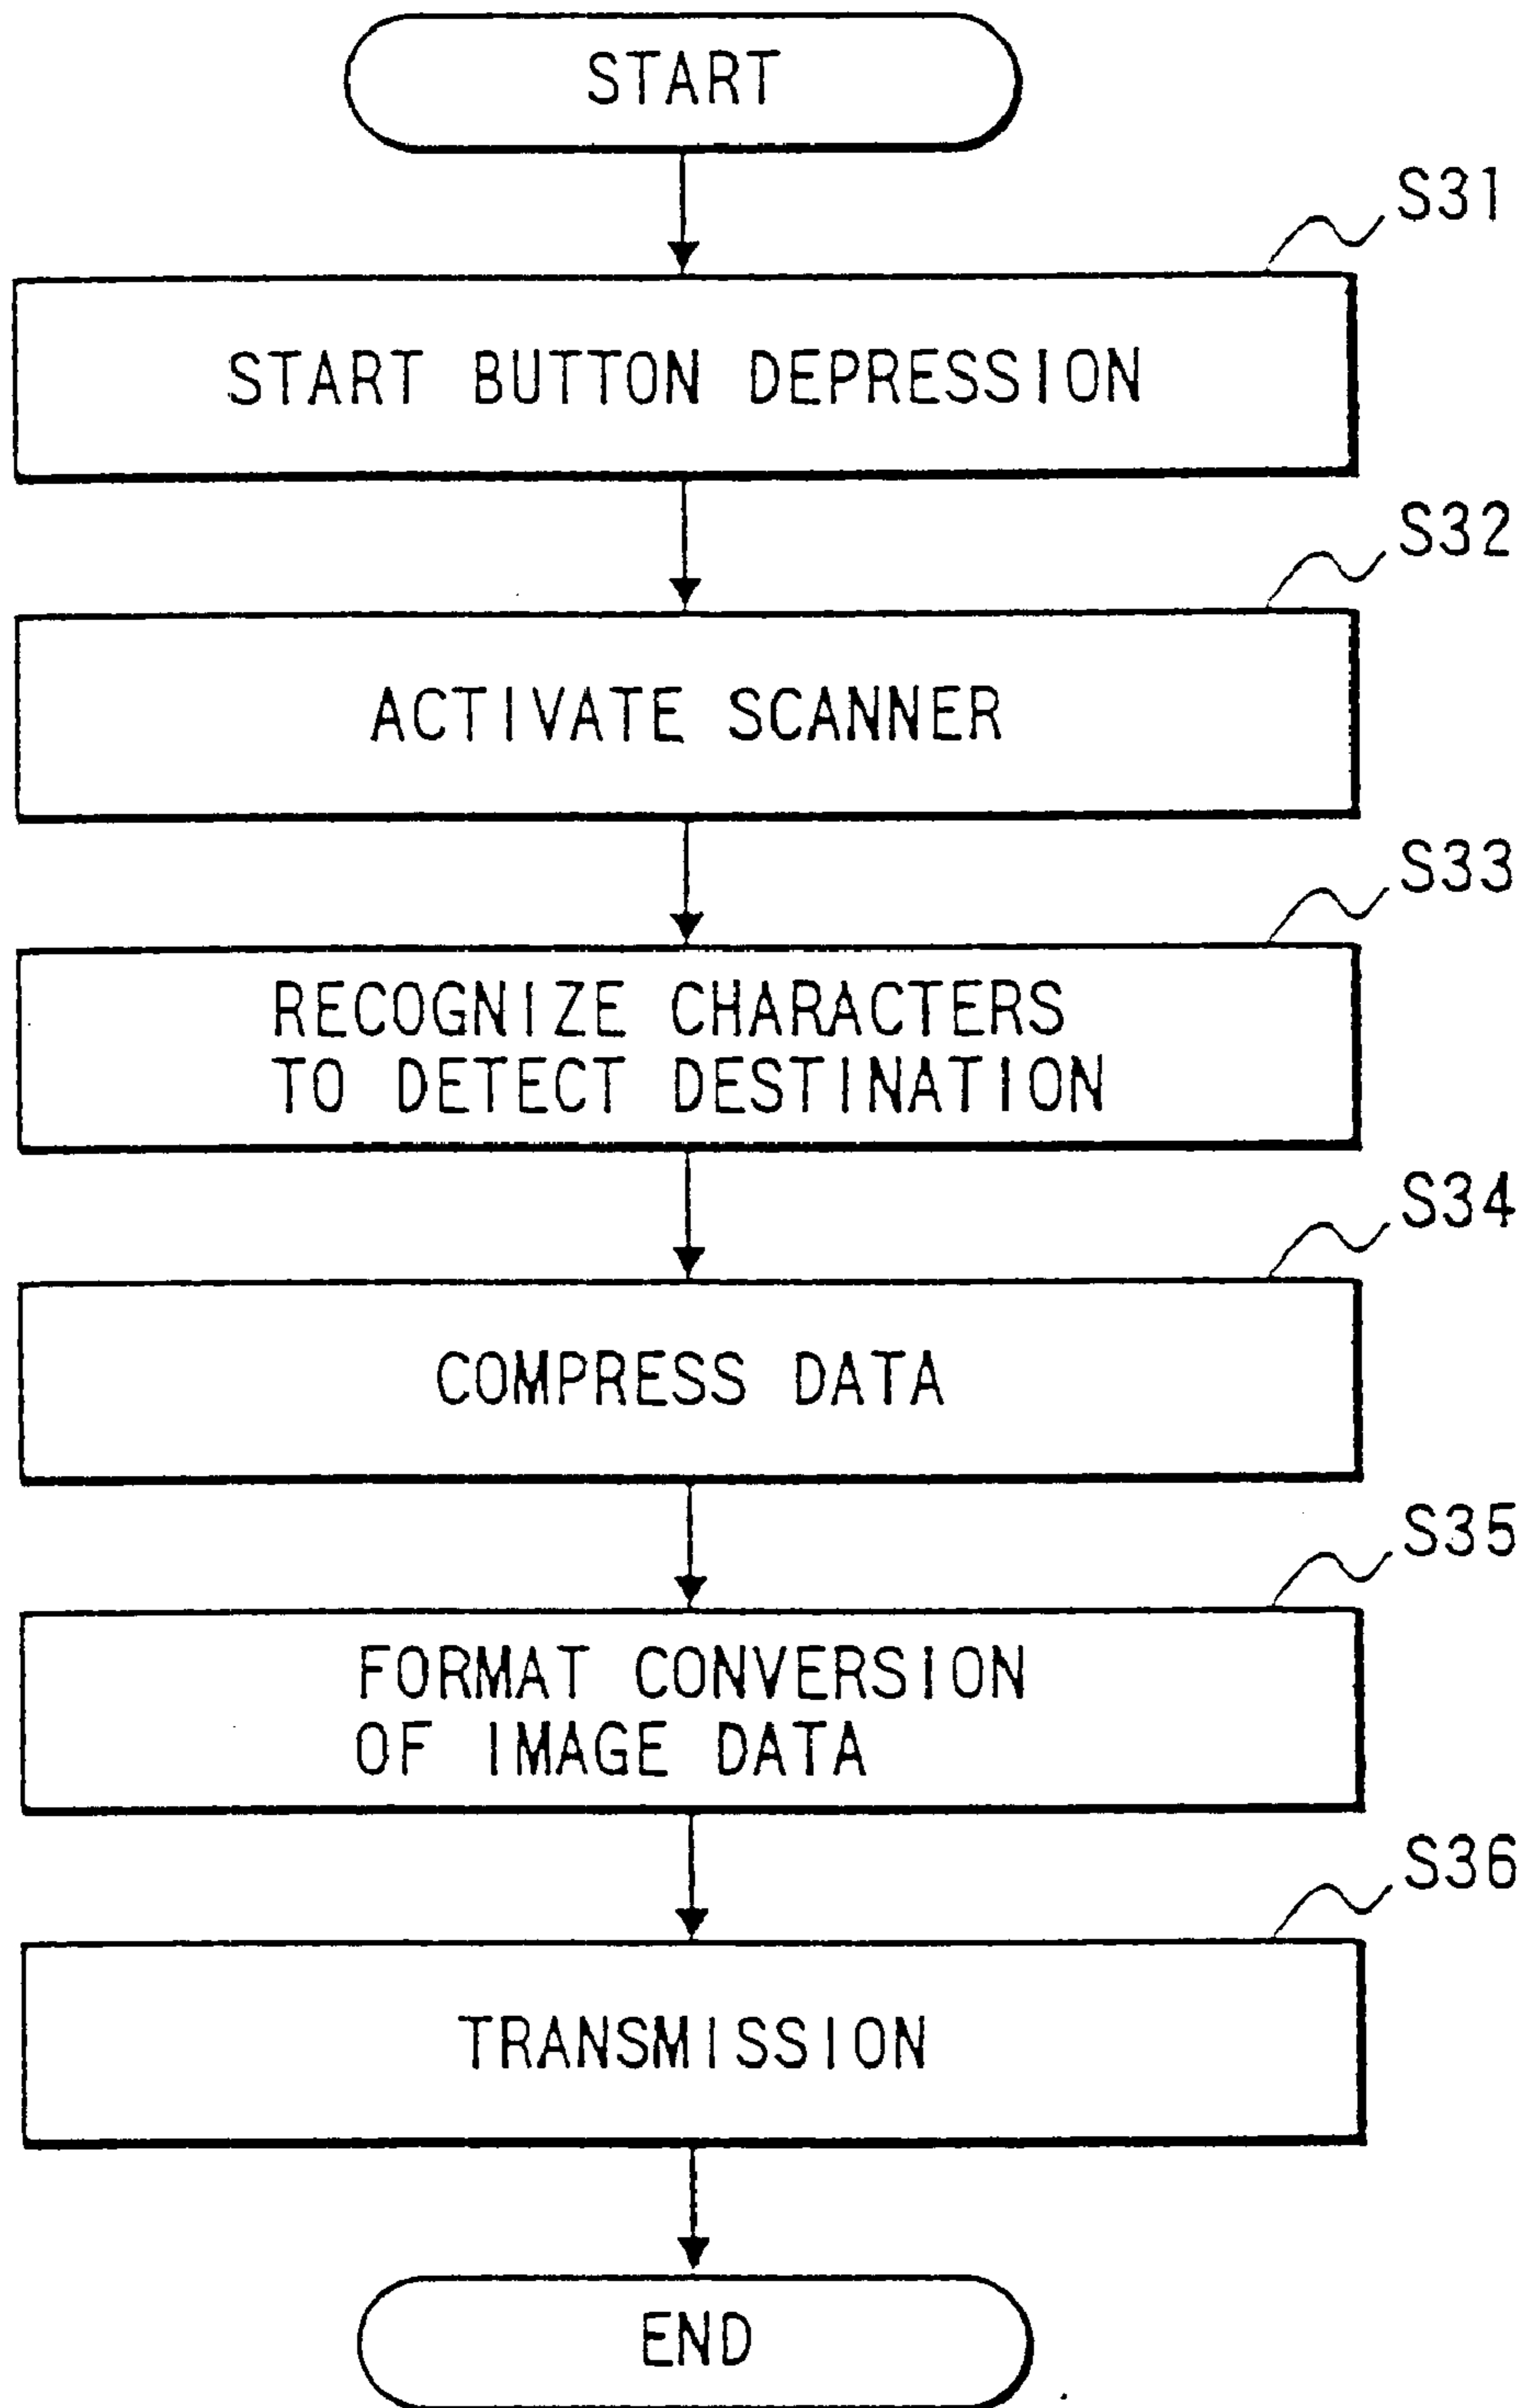 START
S31
START BUTTON DEPRESSION
S32
ACTIVATE SCANNER
S33
RECOGNIZE CHARACTERS
TO DETECT DESTINATION
S34
COMPRESS DATA
S35
FORMAT CONVERSION
OF IMAGE DATA
S36
TRANSMISSION
END